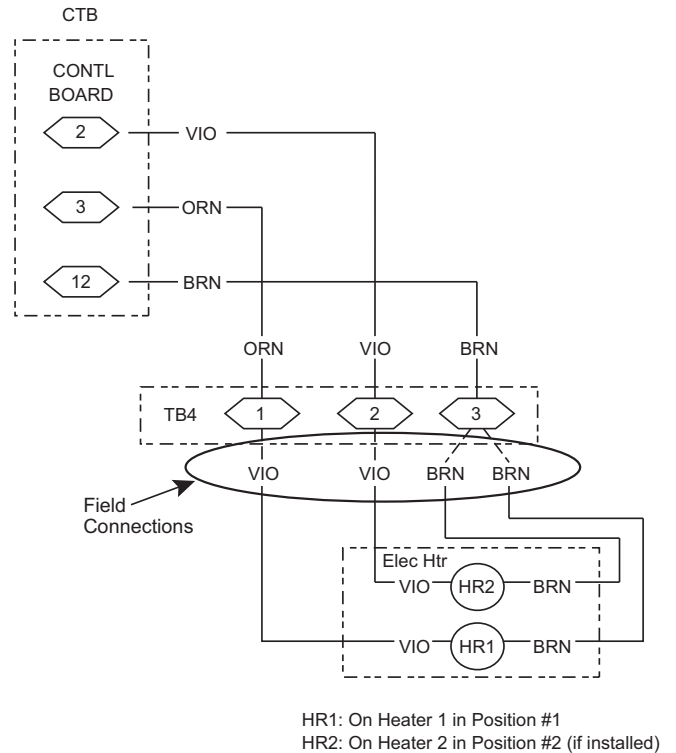 CTB
CONTL
BOARD
2 VIO
3 ORN
12 BRN
ORN VIO BRN
TB4 1 2 3
VIO VIO BRN BRN
Field
Connections
Elec Htr
VIO HR2 BRN
VIO HR1 BRN
HR1: On Heater 1 in Position #1
HR2: On Heater 2 in Position #2 (if installed)